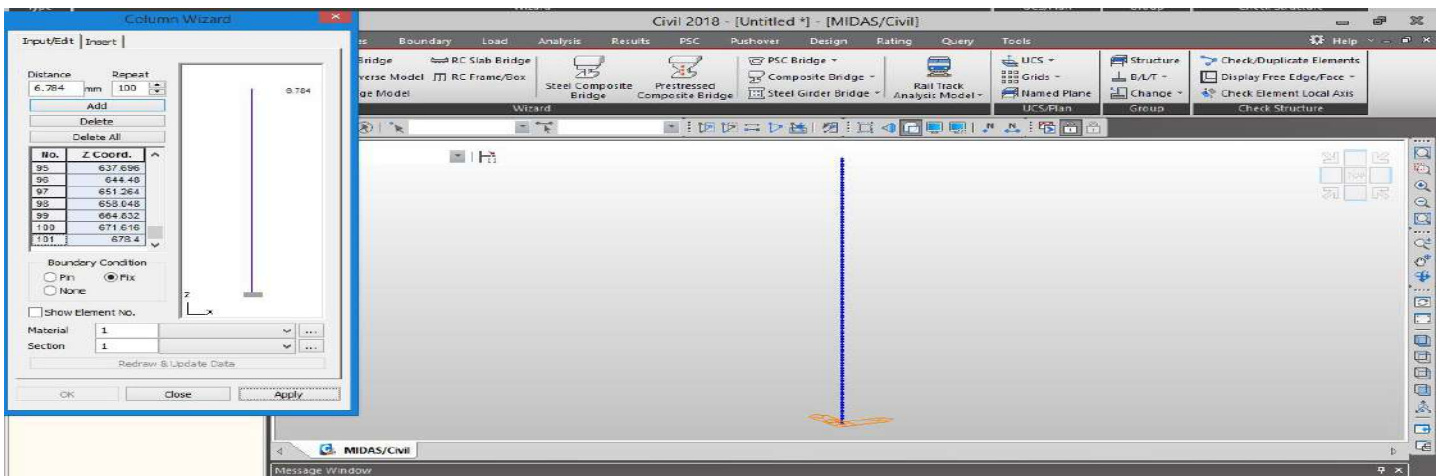 Column Wizard
Civil 2018 - [Untitled *] - [MIDAS/Civil]
Input/Edit Insert
Boundary Load Analysis Results PSC Pushover Design Rating Query Tools Help
Distance Repeat
6.784 mm 100
Add
Delete
Delete All
No. Z Coord.
95 637.696
96 644.48
97 651.264
98 658.048
99 664.832
100 671.616
101 678.4
6.784
Boundary Condition
Pin Fix
None
Z
X
Show Element No.
Material 1 ...
Section 1 ...
Redraw & Update Data
OK Close Apply
RC Slab Bridge
RC Frame/Box
Steel Composite Bridge
Prestressed Composite Bridge
PSC Bridge
Composite Bridge
Steel Girder Bridge
Rail Track Analysis Model
Wizard
UCS
Grids
Named Plane
UCS/Plan
Structure
B/L/T
Change
Group
Check/Duplicate Elements
Display Free Edge/Face
Check Element Local Axis
Check Structure
TOP
MIDAS/Civil
Message Window